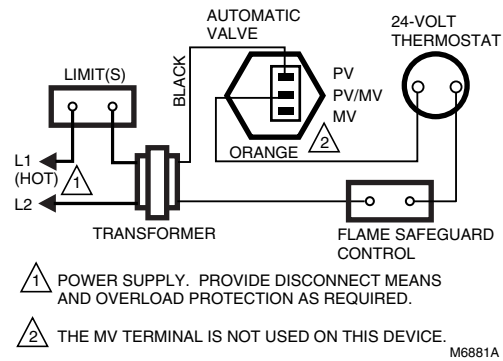 AUTOMATIC
VALVE
24-VOLT
THERMOSTAT
LIMIT(S)
BLACK
PV
PV/MV
MV
ORANGE
2
L1
(HOT)
1
L2
TRANSFORMER
FLAME SAFEGUARD
CONTROL
1 POWER SUPPLY. PROVIDE DISCONNECT MEANS
AND OVERLOAD PROTECTION AS REQUIRED.
2 THE MV TERMINAL IS NOT USED ON THIS DEVICE.
M6881A